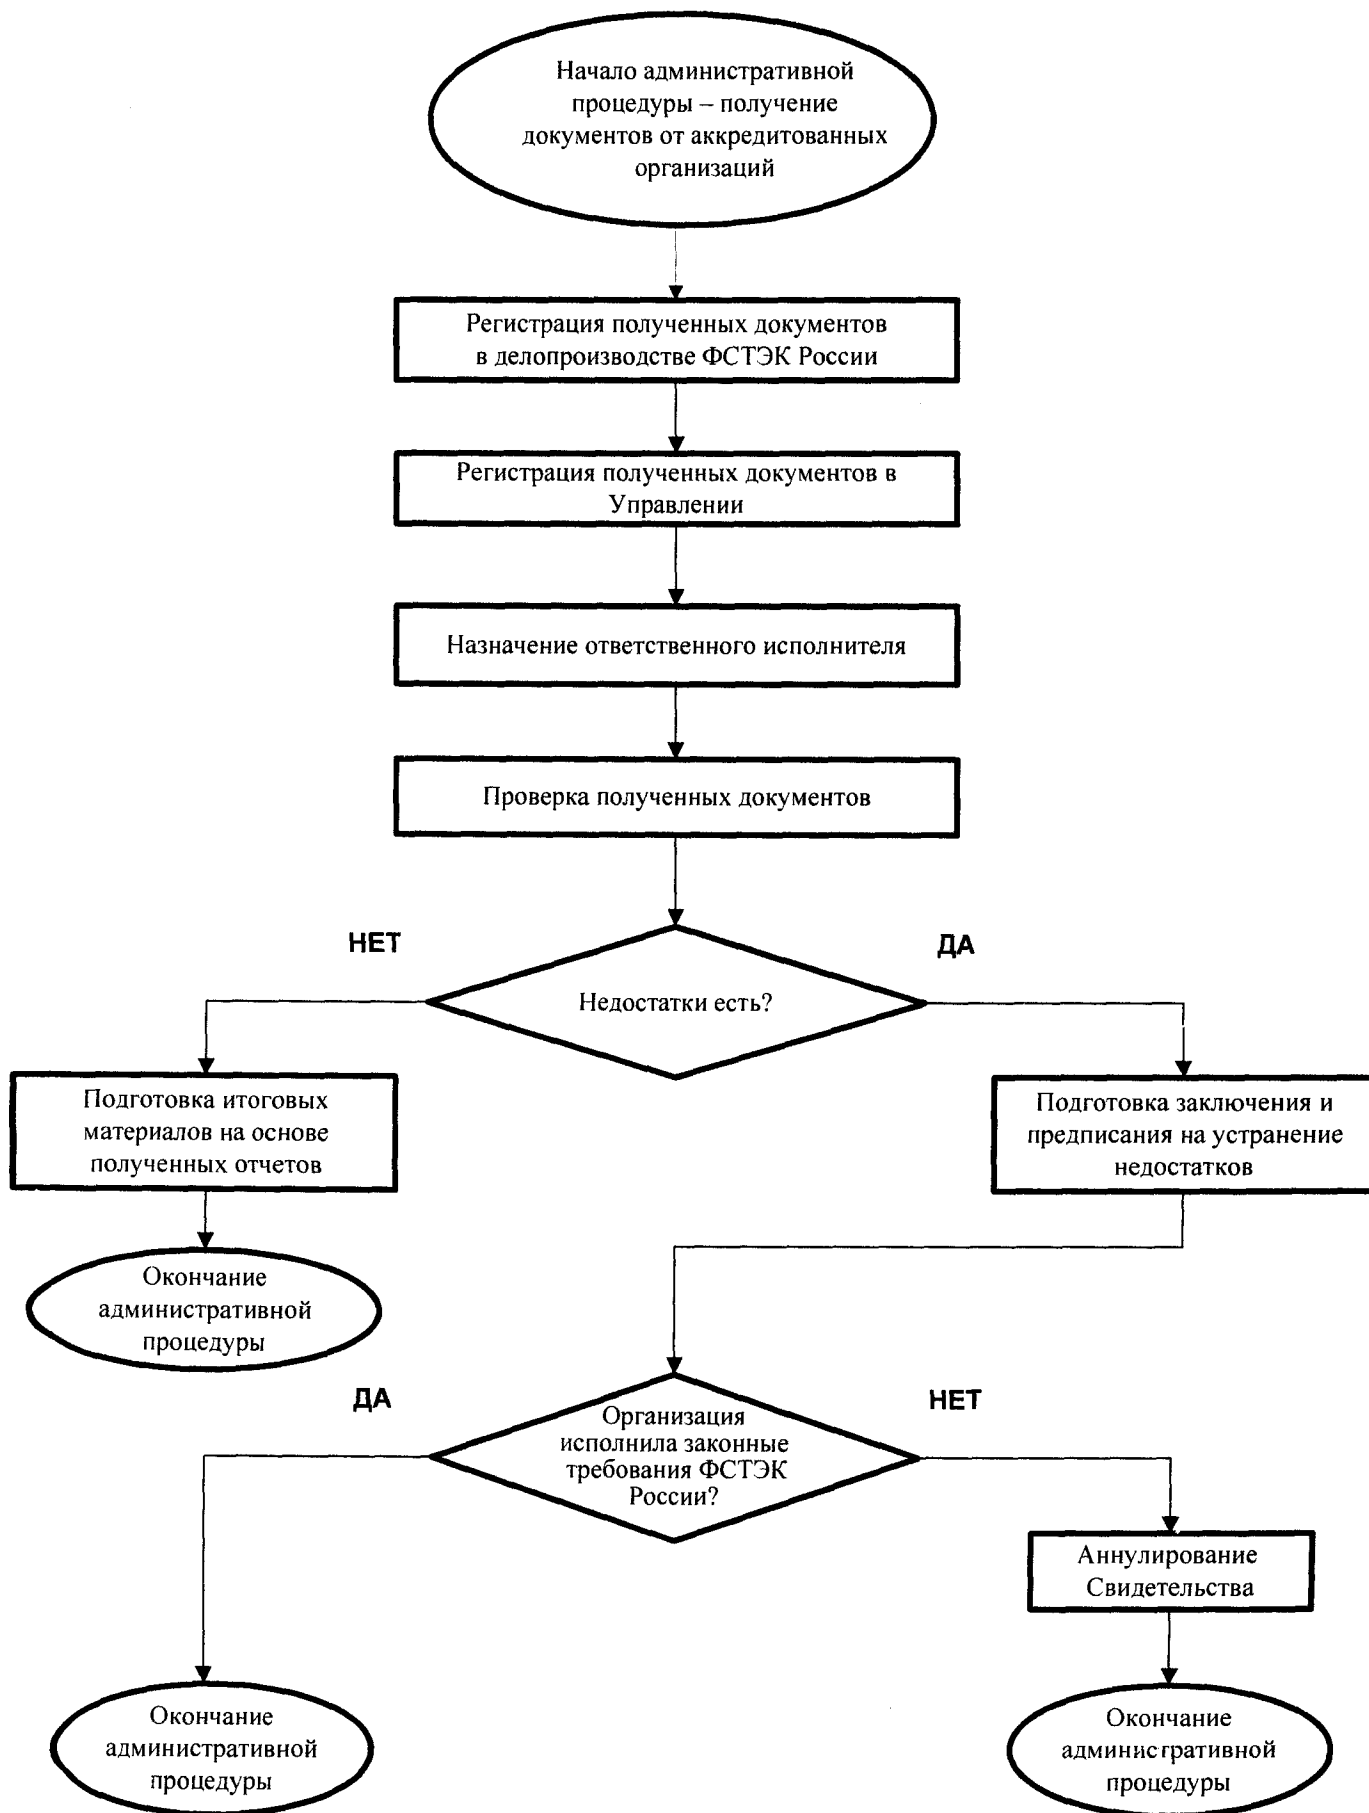 Начало административной
процедуры – получение
документов от аккредитованных
организаций
Регистрация полученных документов
в делопроизводстве ФСТЭК России
Регистрация полученных документов в
Управлении
Назначение ответственного исполнителя
Проверка полученных документов
НЕТ
ДА
Недостатки есть?
Подготовка итоговых
материалов на основе
полученных отчетов
Подготовка заключения и
предписания на устранение
недостатков
Окончание
административной
процедуры
ДА
НЕТ
Организация
исполнила законные
требования ФСТЭК
России?
Аннулирование
Свидетельства
Окончание
административной
процедуры
Окончание
административной
процедуры